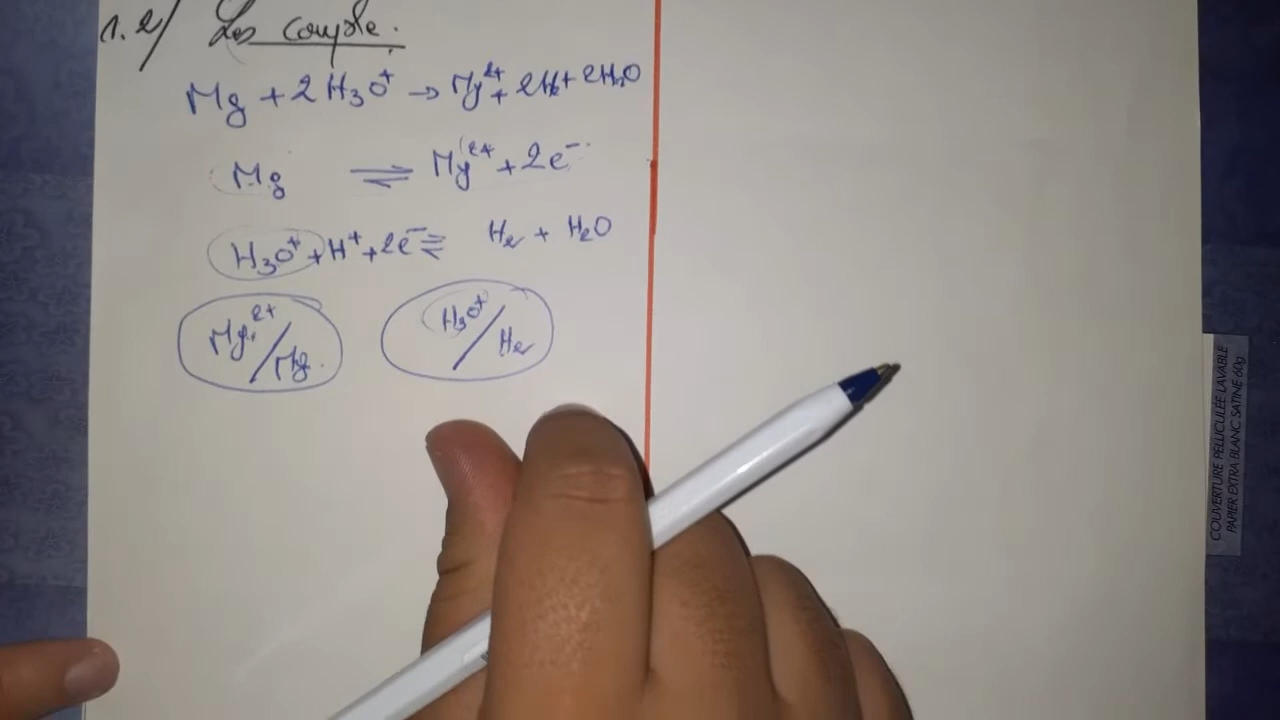 1.2/ Les couple.
Mg + 2H₃O⁺ → Mg²⁺ + 2H₂ + 2H₂O
Mg ⇌ Mg²⁺ + 2e⁻
H₃O⁺ + H⁺ + 2e⁻ ⇌ H₂ + H₂O
Mg²⁺/Mg H₃O⁺/H₂
COUVERTURE PELLICULÉE LAVABLE
PAPIER EXTRA BLANC SATINE 60g